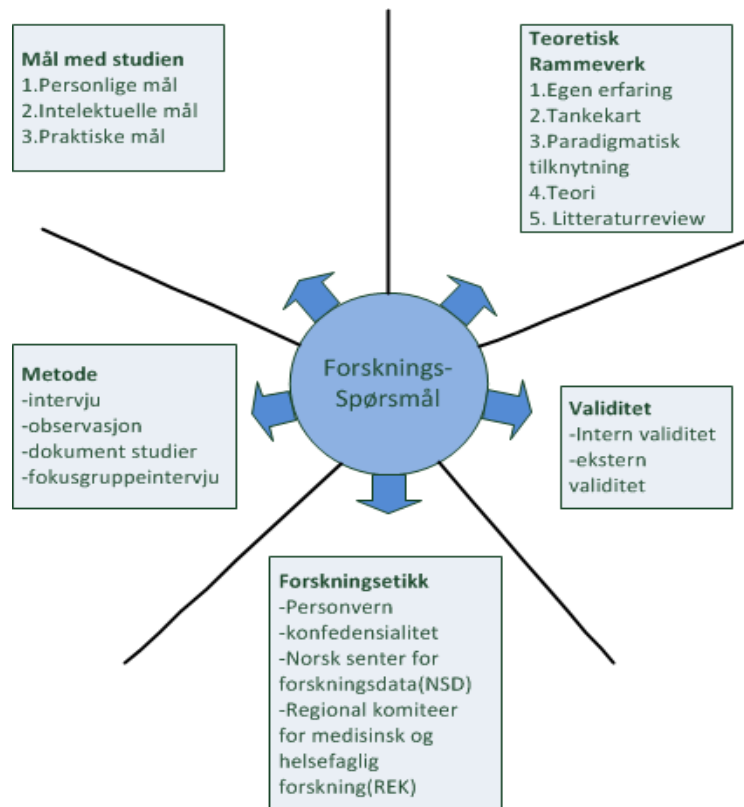 Mål med studien
1.Personlige mål
2.Intelektuelle mål
3.Praktiske mål
Teoretisk
Rammeverk
1.Egen erfaring
2.Tankekart
3.Paradigmatisk
tilknytning
4.Teori
5. Litteraturreview
Forsknings-
Spørsmål
Metode
-intervju
-observasjon
-dokument studier
-fokusgruppeintervju
Validitet
-Intern validitet
-ekstern
validitet
Forskningsetikk
-Personvern
-konfedensialitet
-Norsk senter for
forskningsdata(NSD)
-Regional komiteer
for medisinsk og
helsefaglig
forskning(REK)